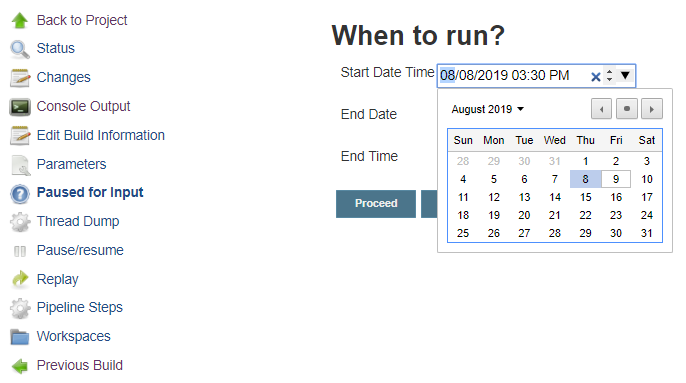 Back to Project
Status
Changes
Console Output
Edit Build Information
Parameters
Paused for Input
Thread Dump
Pause/resume
Replay
Pipeline Steps
Workspaces
Previous Build
When to run?
Start Date Time 08/08/2019 03:30 PM
August 2019
Sun Mon Tue Wed Thu Fri Sat
28 29 30 31 1 2 3
4 5 6 7 8 9 10
11 12 13 14 15 16 17
18 19 20 21 22 23 24
25 26 27 28 29 30 31
End Date
End Time
Proceed